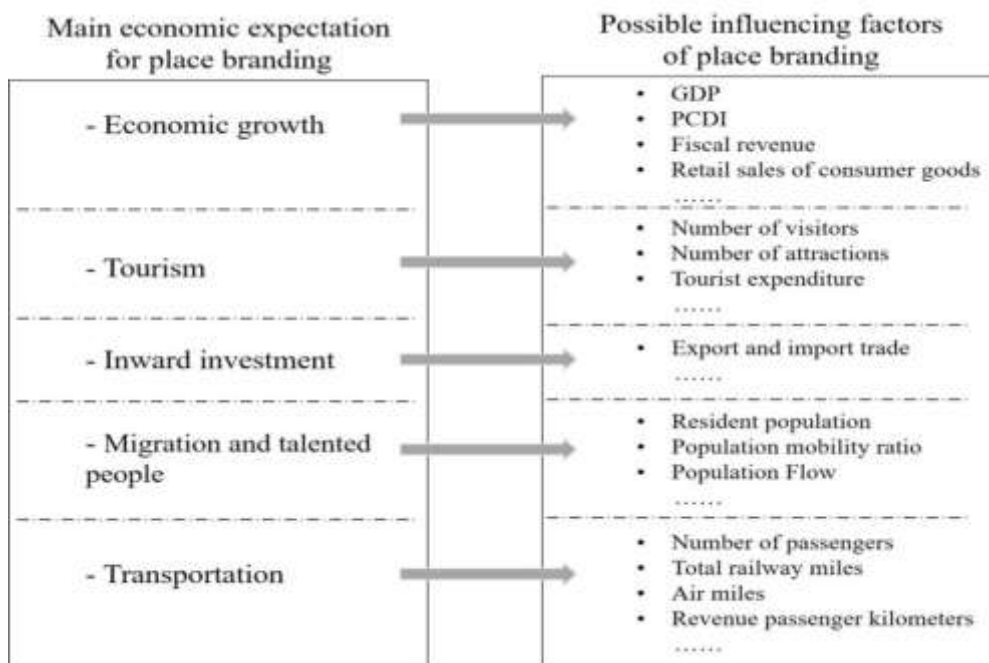 Main economic expectation
for place branding
Possible influencing factors
of place branding
- Economic growth
• GDP
• PCDI
• Fiscal revenue
• Retail sales of consumer goods
......
- Tourism
• Number of visitors
• Number of attractions
• Tourist expenditure
......
- Inward investment
• Export and import trade
......
- Migration and talented
people
• Resident population
• Population mobility ratio
• Population Flow
......
- Transportation
• Number of passengers
• Total railway miles
• Air miles
• Revenue passenger kilometers
......